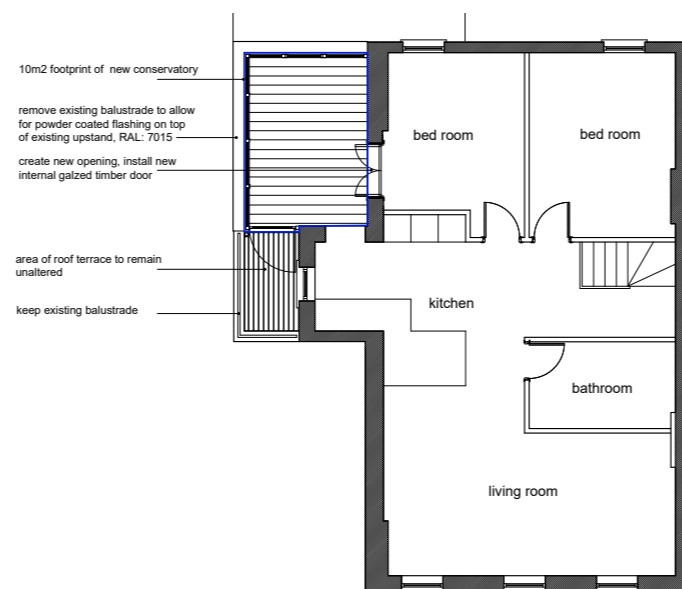 10m2 footprint of new conservatory
remove existing balustrade to allow
for powder coated flashing on top
of existing upstand, RAL: 7015
create new opening, install new
internal galzed timber door
area of roof terrace to remain
unaltered
keep existing balustrade
bed room
bed room
kitchen
bathroom
living room